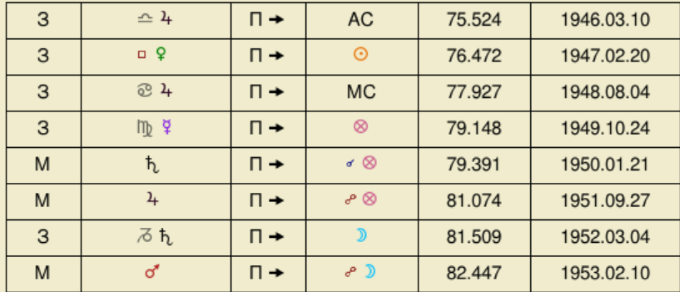 З ♎ ♃ П ➞ AC 75.524 1946.03.10
З □ ♀ П ➞ ☉ 76.472 1947.02.20
З ♋ ♃ П ➞ MC 77.927 1948.08.04
З ♍ ☿ П ➞ ⊗ 79.148 1949.10.24
М ♄ П ➞ ☌ ⊗ 79.391 1950.01.21
М ♃ П ➞ ☍ ⊗ 81.074 1951.09.27
З ♑ ♄ П ➞ ☽ 81.509 1952.03.04
М ♂ П ➞ ☍ ☽ 82.447 1953.02.10